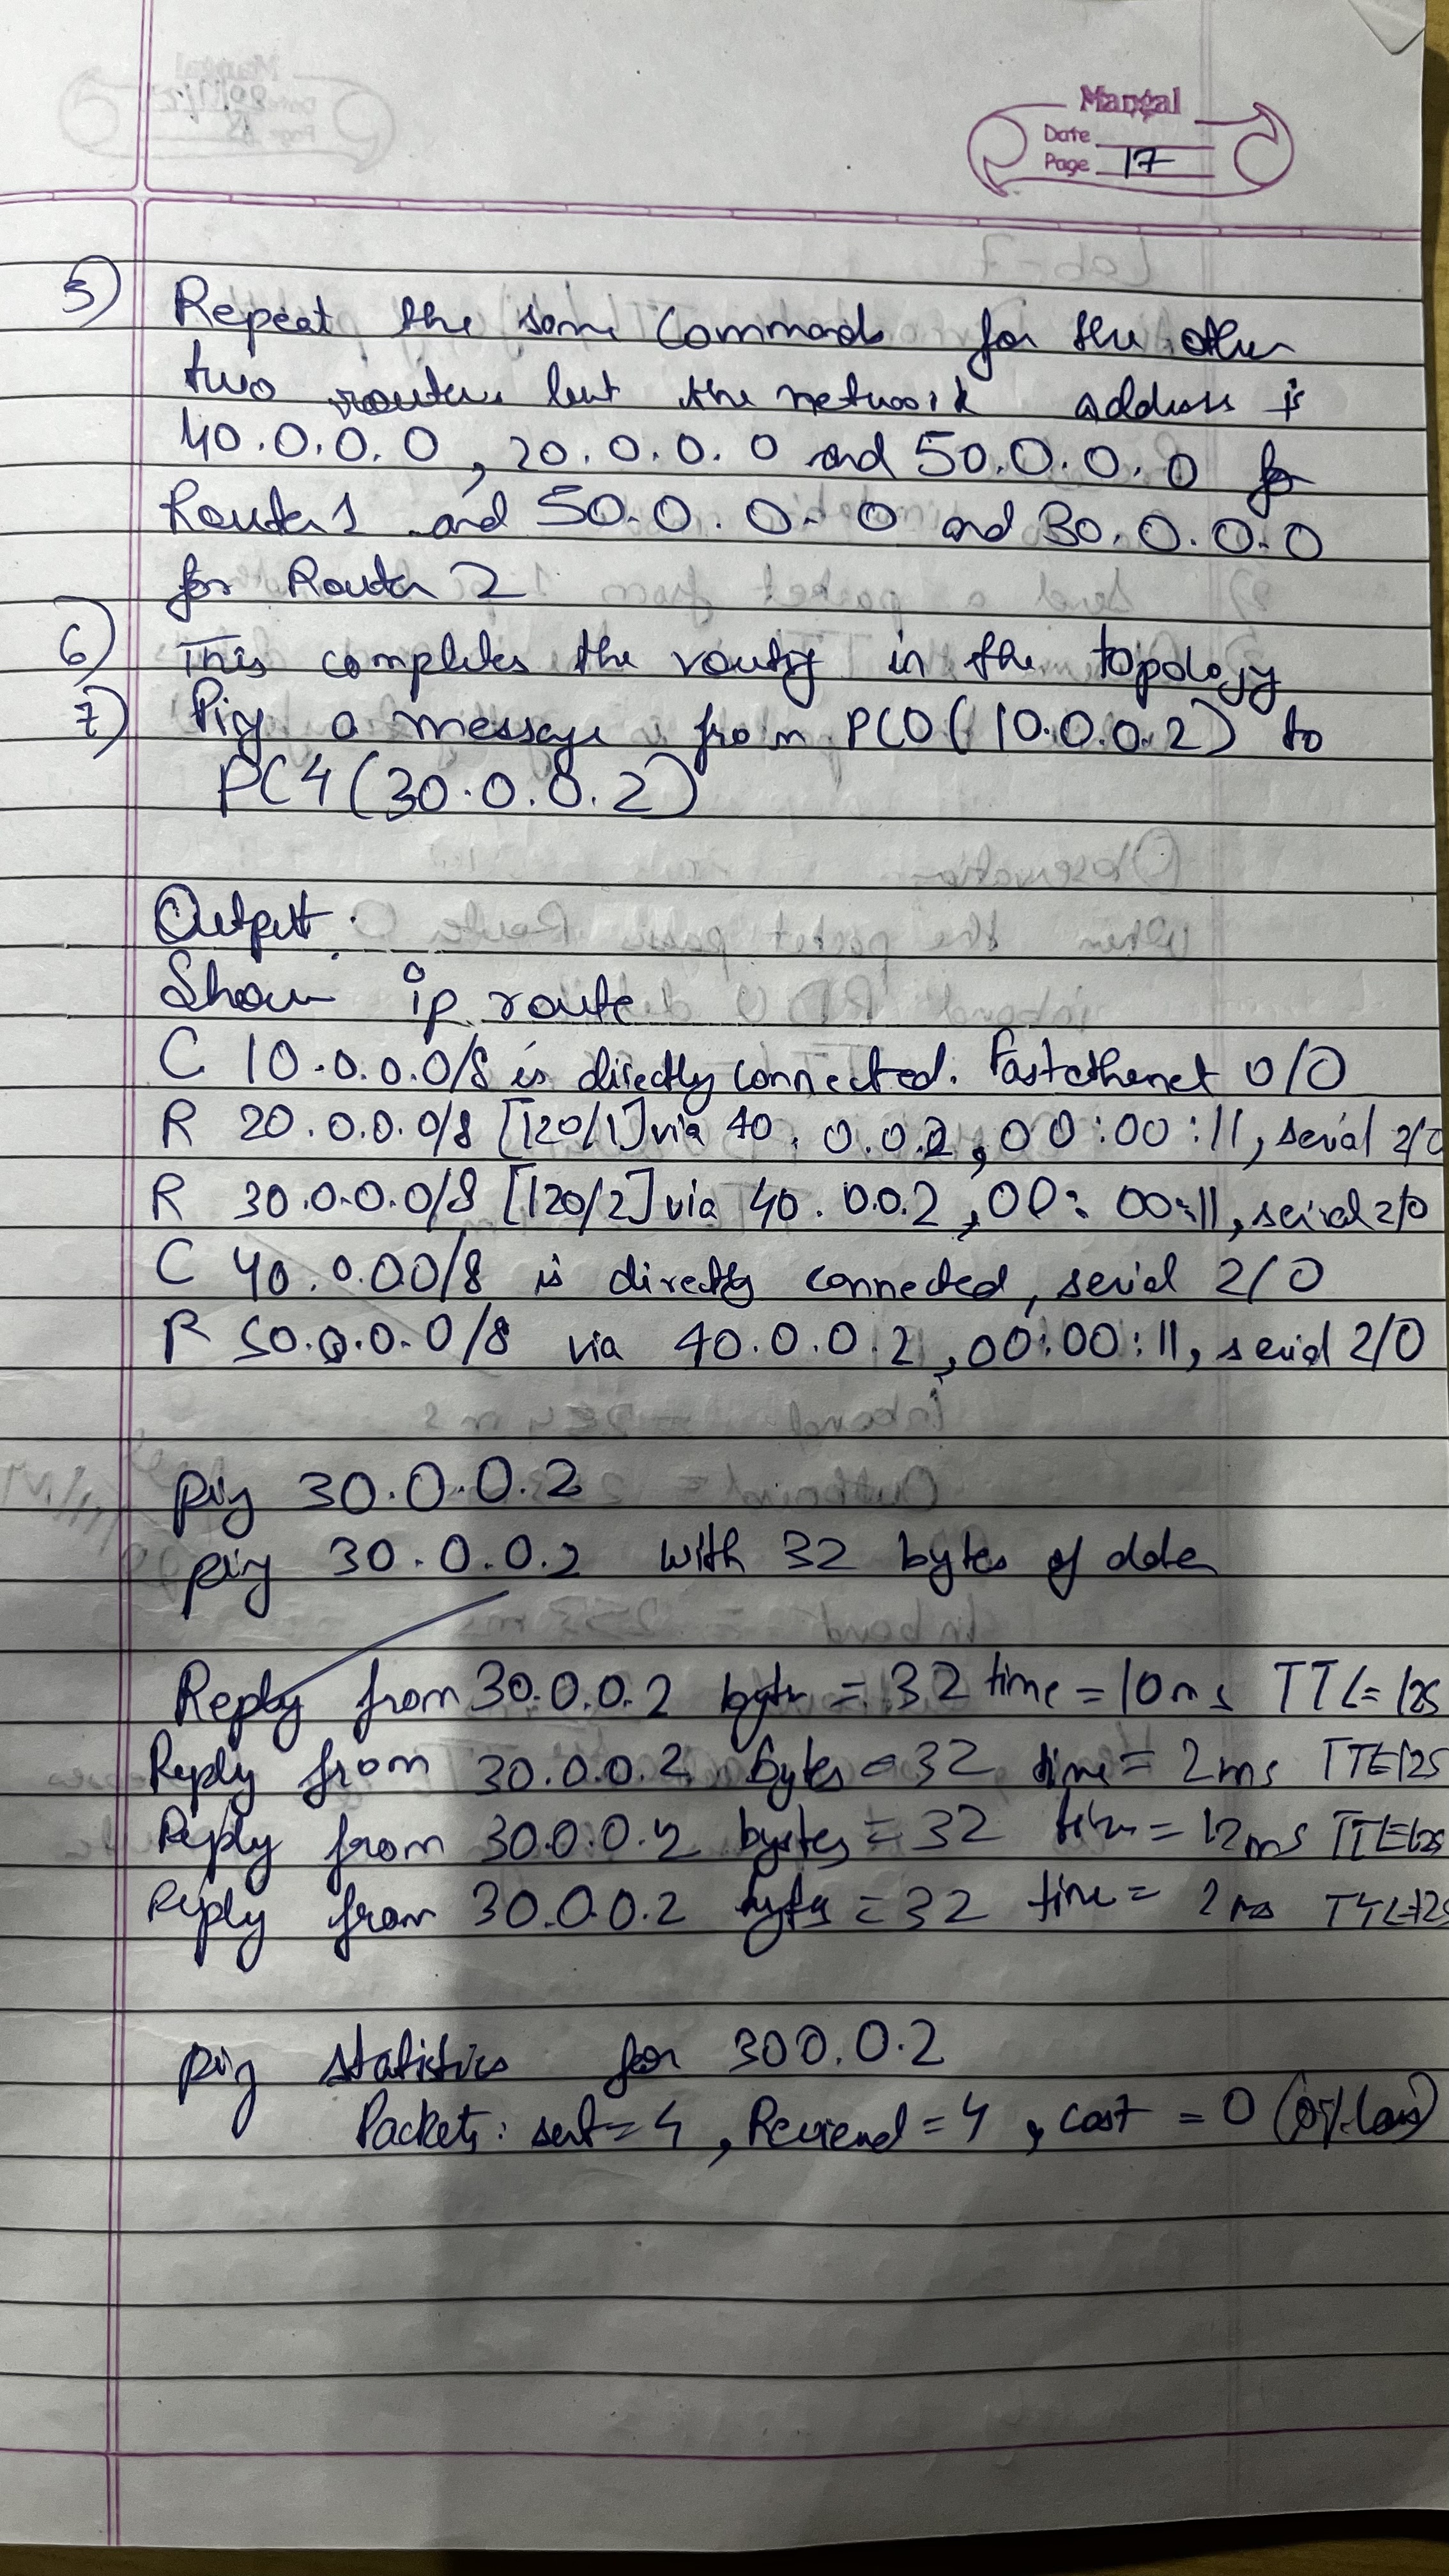 Mangal
Date
Page 17
5) Repeat the same commands for the other
two routers but the network address is
40.0.0.0, 20.0.0.0 and 50.0.0.0 for
Router 1 and 50.0.0.0 and 30.0.0.0
for Router 2
6) This completes the routing in the topology
7) Ping a message from PC0 (10.0.0.2) to
PC4 (30.0.0.2)
Output.
Show ip route
C 10.0.0.0/8 is directly connected. Fastethernet 0/0
R 20.0.0.0/8 [120/1] via 40.0.0.2, 00:00:11, serial 2/0
R 30.0.0.0/8 [120/2] via 40.0.0.2, 00:00:11, serial 2/0
C 40.0.00/8 is directly connected, serial 2/0
R 50.0.0.0/8 via 40.0.0.2, 00:00:11, serial 2/0
ping 30.0.0.2
ping 30.0.0.2 with 32 bytes of data
Reply from 30.0.0.2 byte = 32 time = 10ms TTL = 125
Reply from 30.0.0.2 bytes = 32 time = 2ms TTL=125
Reply from 30.0.0.2 bytes = 32 time = 12ms TTL=125
Reply from 30.0.0.2 bytes = 32 time = 2ms TTL=125
ping statistics for 300.0.2
Packets: sent = 4, Received = 4, Lost = 0 (0% loss)